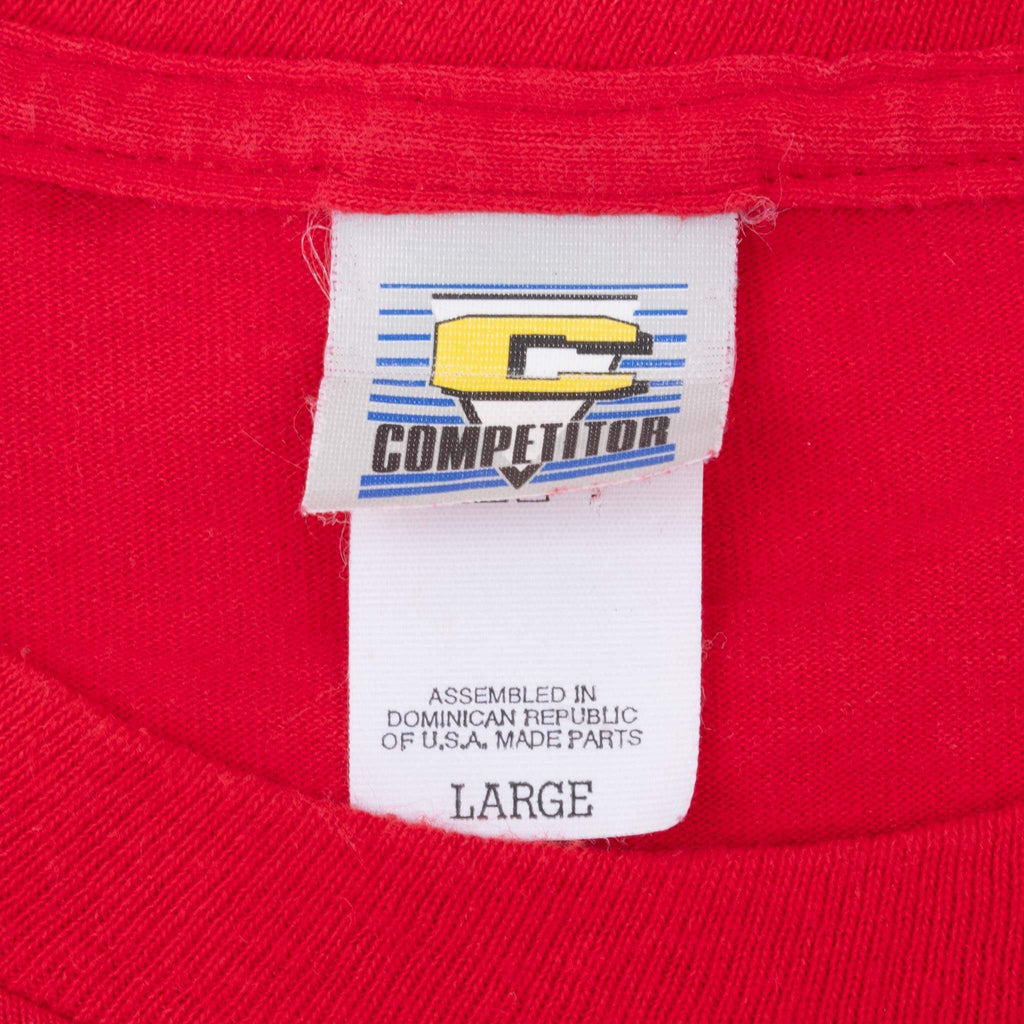 C
COMPETITOR
ASSEMBLED IN
DOMINICAN REPUBLIC
OF U.S.A. MADE PARTS
LARGE